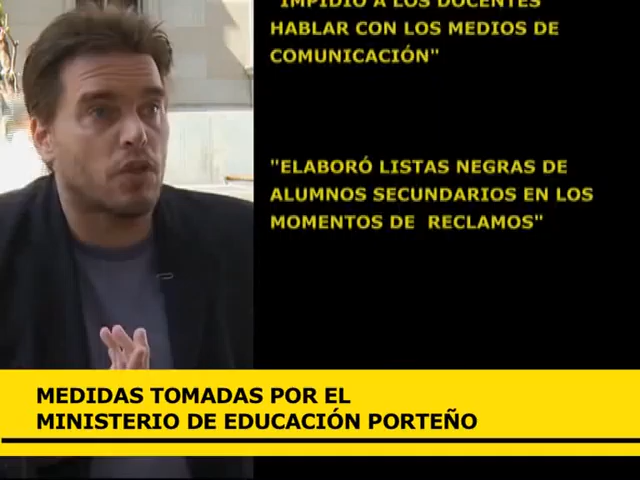 "IMPIDIÓ A LOS DOCENTES
HABLAR CON LOS MEDIOS DE
COMUNICACIÓN"
"ELABORÓ LISTAS NEGRAS DE
ALUMNOS SECUNDARIOS EN LOS
MOMENTOS DE RECLAMOS"
MEDIDAS TOMADAS POR EL
MINISTERIO DE EDUCACIÓN PORTEÑO